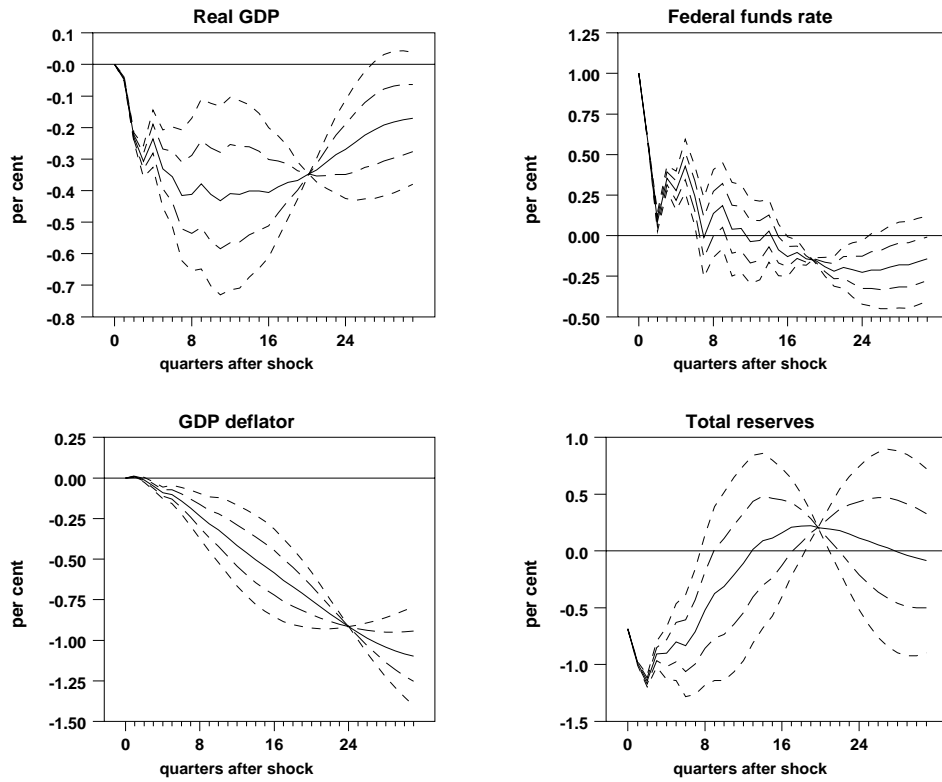 Real GDP
0.1
-0.0
-0.1
-0.2
-0.3
-0.4
-0.5
-0.6
-0.7
-0.8
per cent
0 8 16 24
quarters after shock
Federal funds rate
1.25
1.00
0.75
0.50
0.25
0.00
-0.25
-0.50
per cent
0 8 16 24
quarters after shock
GDP deflator
0.25
0.00
-0.25
-0.50
-0.75
-1.00
-1.25
-1.50
per cent
0 8 16 24
quarters after shock
Total reserves
1.0
0.5
0.0
-0.5
-1.0
-1.5
per cent
0 8 16 24
quarters after shock